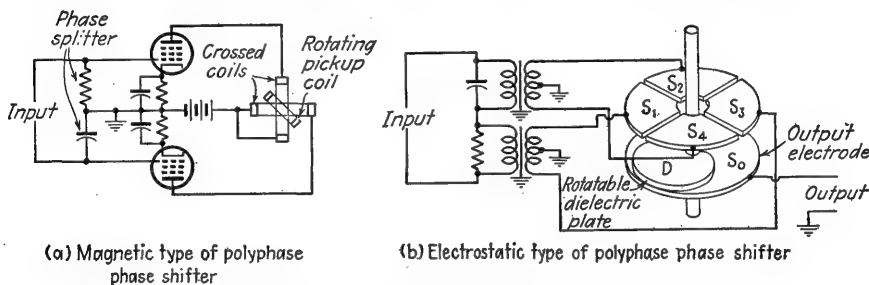 Phase
splitter
Crossed
coils
Rotating
pickup
coil
Input
(a) Magnetic type of polyphase
phase shifter
Input
S2
S1
S3
S4
S0
D
Rotatable
dielectric
plate
Output
electrode
Output
(b) Electrostatic type of polyphase phase shifter